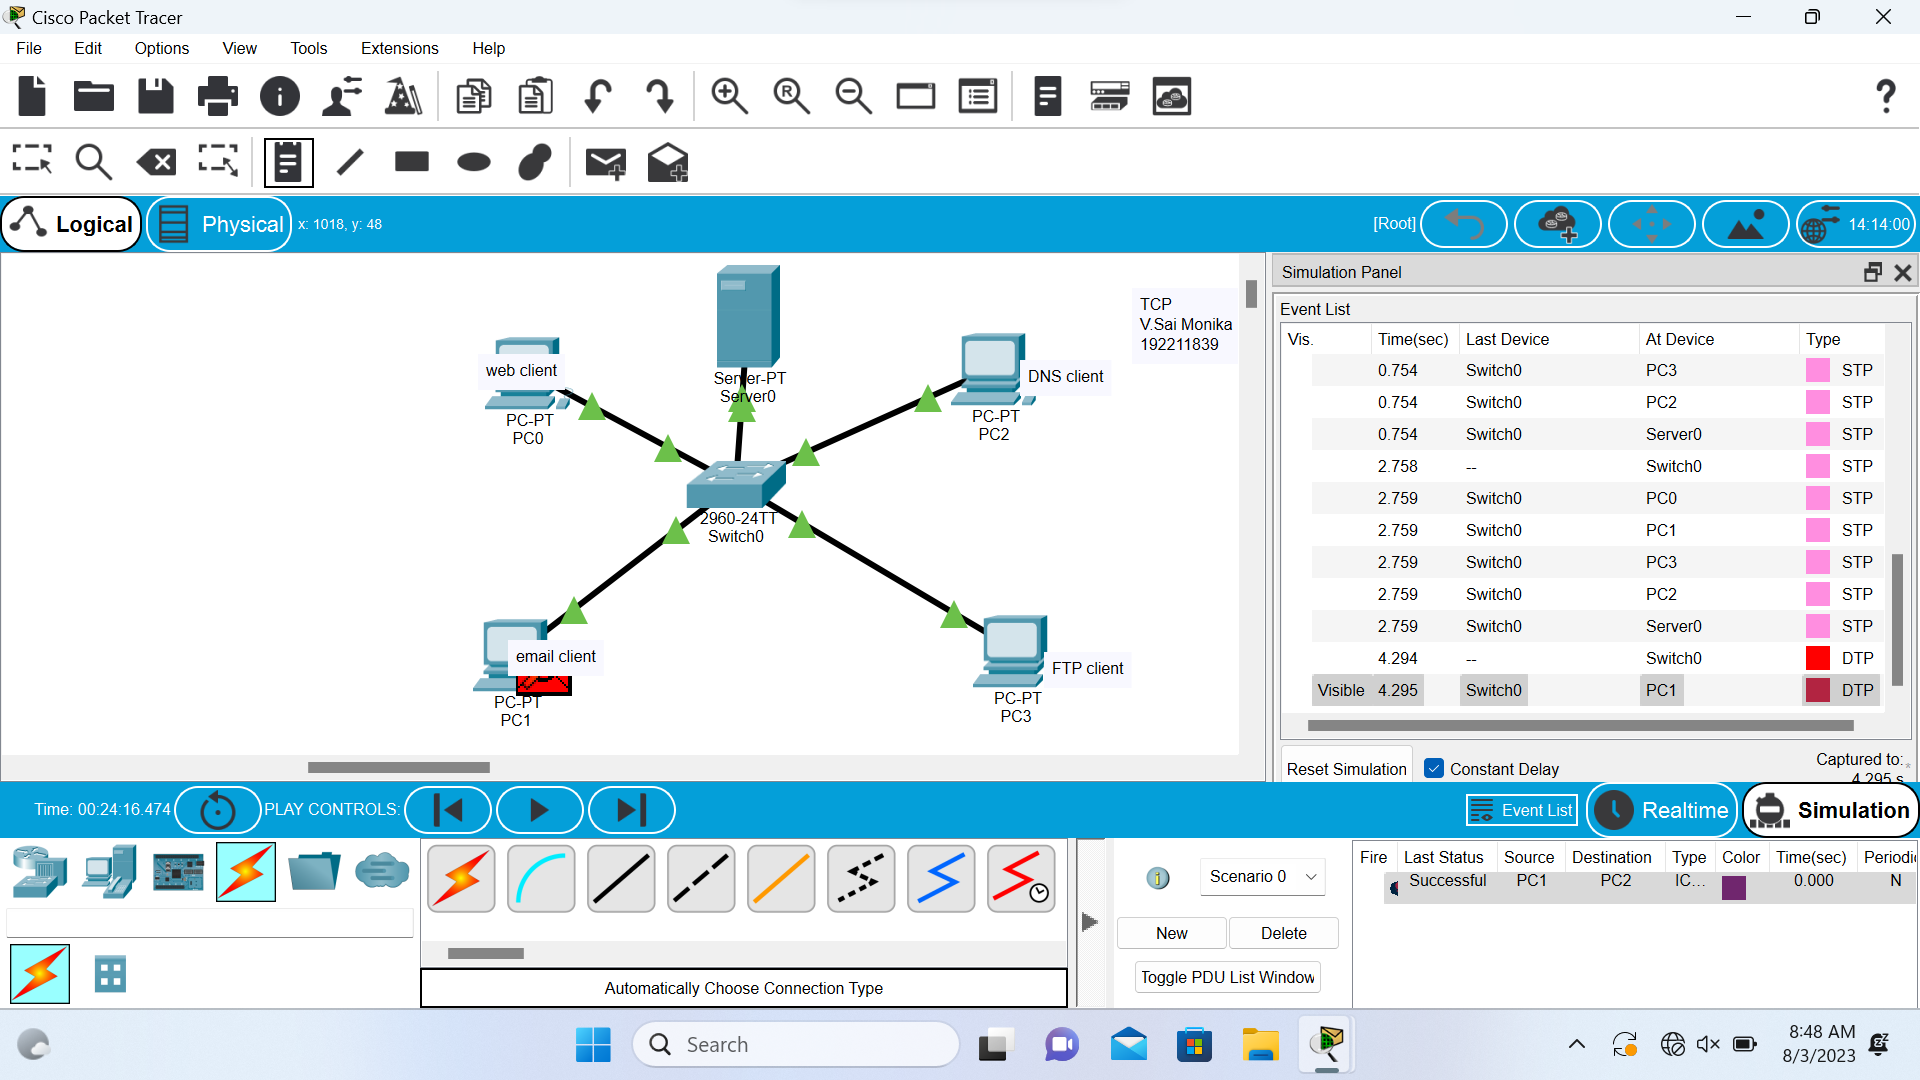 Cisco Packet Tracer
File Edit Options View Tools Extensions Help
Logical Physical x: 1018, y: 48 [Root] 14:14:00
TCP
V.Sai Monika
192211839
web client
PC-PT
PC0
Server-PT
Server0
DNS client
PC-PT
PC2
2960-24TT
Switch0
email client
PC-PT
PC1
FTP client
PC-PT
PC3
Simulation Panel
Event List
Vis. Time(sec) Last Device At Device Type
0.754 Switch0 PC3 STP
0.754 Switch0 PC2 STP
0.754 Switch0 Server0 STP
2.758 -- Switch0 STP
2.759 Switch0 PC0 STP
2.759 Switch0 PC1 STP
2.759 Switch0 PC3 STP
2.759 Switch0 PC2 STP
2.759 Switch0 Server0 STP
4.294 -- Switch0 DTP
Visible 4.295 Switch0 PC1 DTP
Reset Simulation Constant Delay Captured to: *
4.295 s
Time: 00:24:16.474 PLAY CONTROLS: Event List Realtime Simulation
Scenario 0
New Delete
Toggle PDU List Window
Fire Last Status Source Destination Type Color Time(sec) Periodic
Successful PC1 PC2 IC... 0.000 N
Automatically Choose Connection Type
Search
8:48 AM
8/3/2023